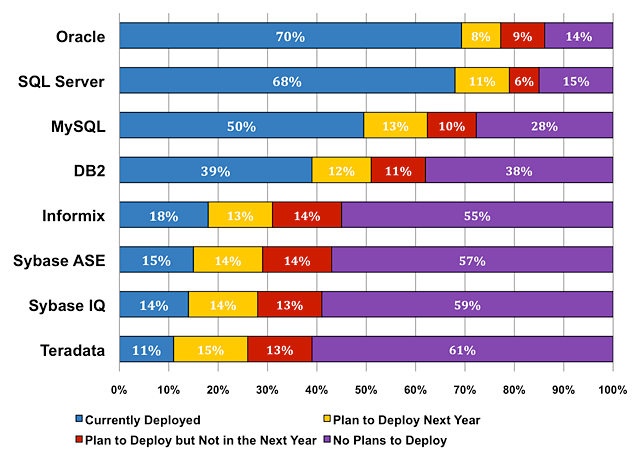 Oracle 70% 8% 9% 14%
SQL Server 68% 11% 6% 15%
MySQL 50% 13% 10% 28%
DB2 39% 12% 11% 38%
Informix 18% 13% 14% 55%
Sybase ASE 15% 14% 14% 57%
Sybase IQ 14% 14% 13% 59%
Teradata 11% 15% 13% 61%
0% 10% 20% 30% 40% 50% 60% 70% 80% 90% 100%
Currently Deployed Plan to Deploy Next Year
Plan to Deploy but Not in the Next Year No Plans to Deploy